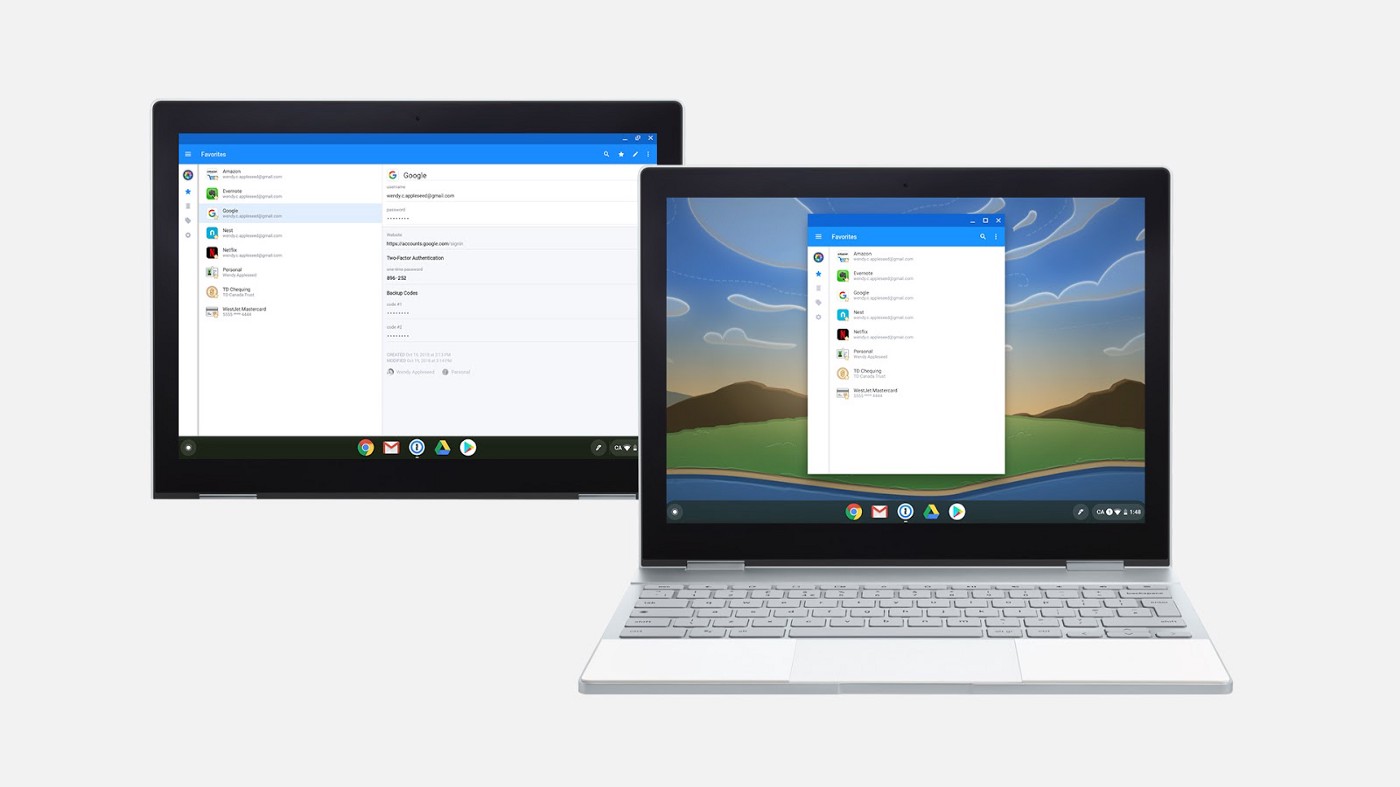 Favorites
Amazon
wendy.c.appleseed@gmail.com
Evernote
wendy.c.appleseed@gmail.com
Google
wendy.c.appleseed@gmail.com
Nest
wendy.c.appleseed@gmail.com
Netflix
wendy.c.appleseed@gmail.com
Personal
Wendy Appleseed
TD Chequing
TD Canada Trust
WestJet Mastercard
5555 **** 4444
Google
username
wendy.c.appleseed@gmail.com
password
••••••••
Website
https://accounts.google.com/signin
Two-Factor Authentication
one-time password
896-252
Backup Codes
code #1
••••••••
code #2
••••••••
Wendy Appleseed
Personal
CA
Favorites
Amazon
wendy.c.appleseed@gmail.com
Evernote
wendy.c.appleseed@gmail.com
Google
wendy.c.appleseed@gmail.com
Nest
wendy.c.appleseed@gmail.com
Netflix
wendy.c.appleseed@gmail.com
Personal
Wendy Appleseed
TD Chequing
TD Canada Trust
WestJet Mastercard
5555 **** 4444
CA 1:48
backspace